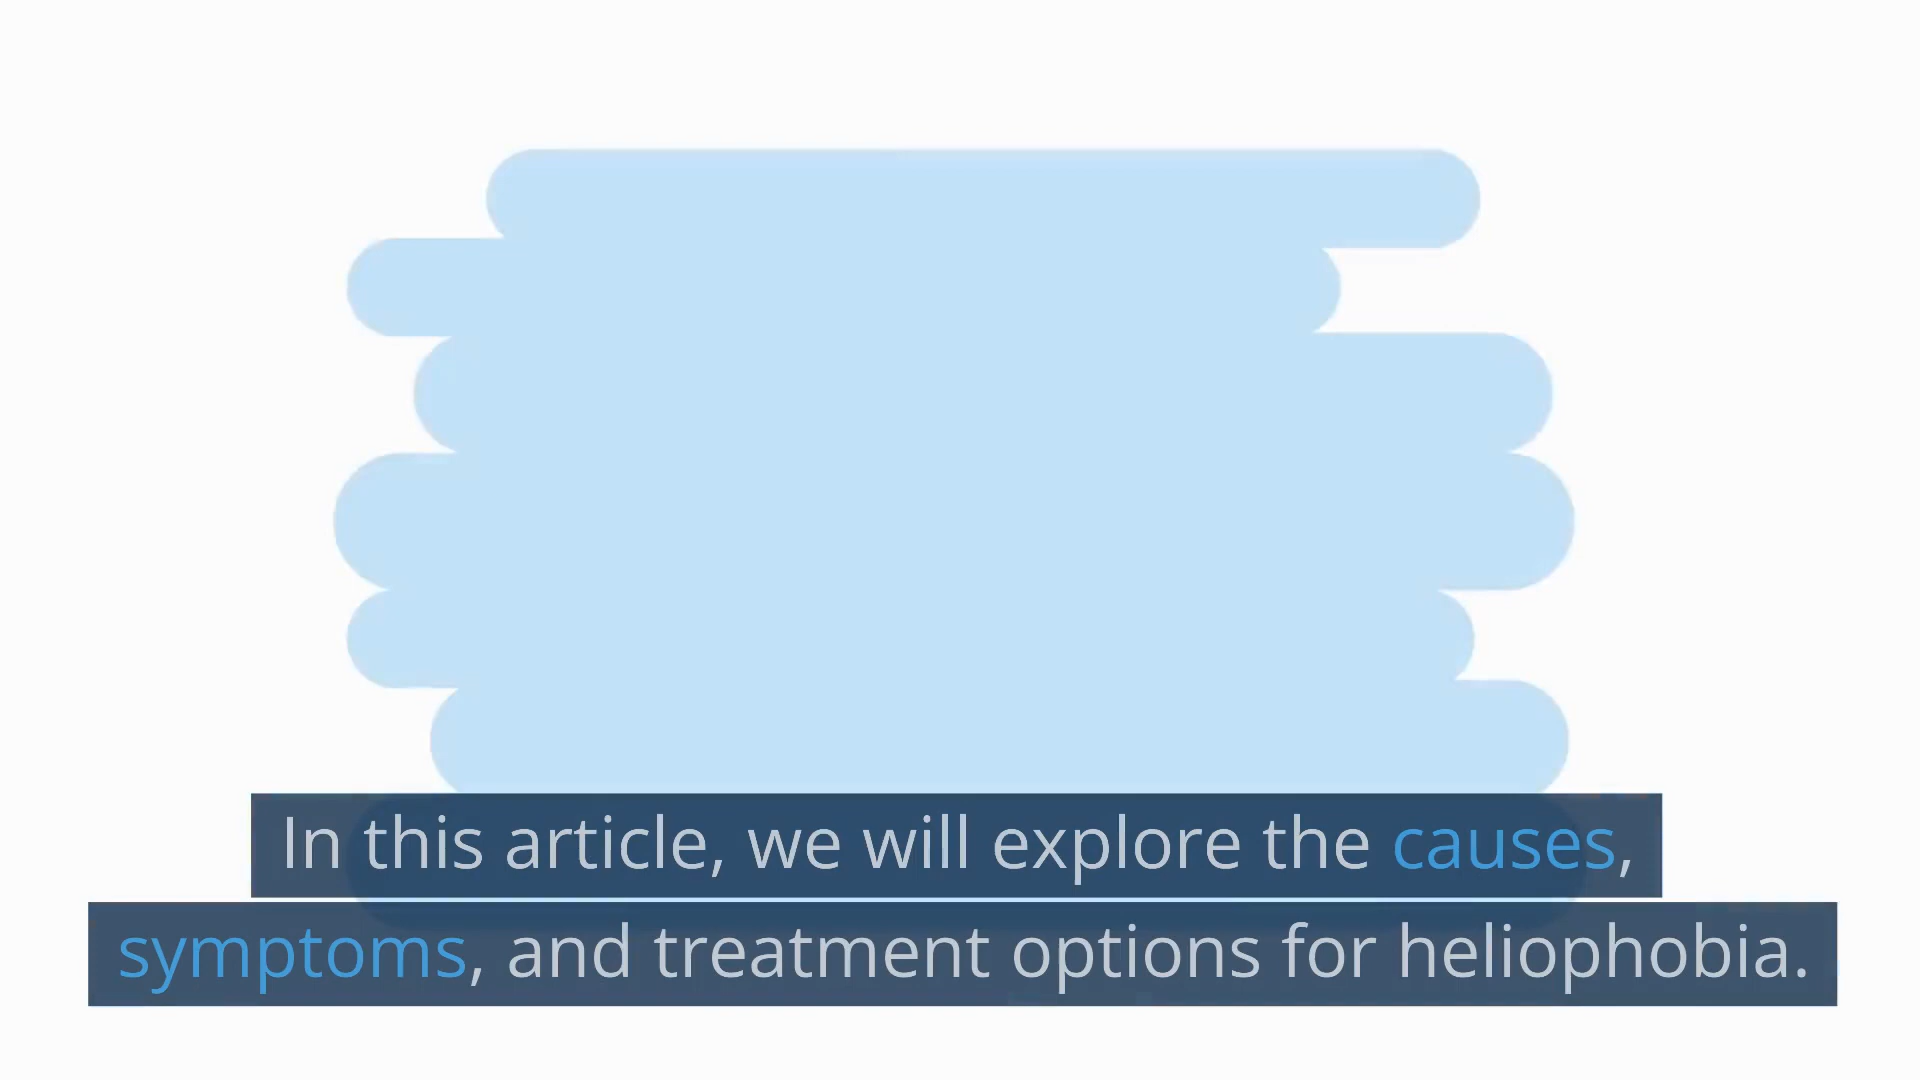 In this article, we will explore the causes,
symptoms, and treatment options for heliophobia.